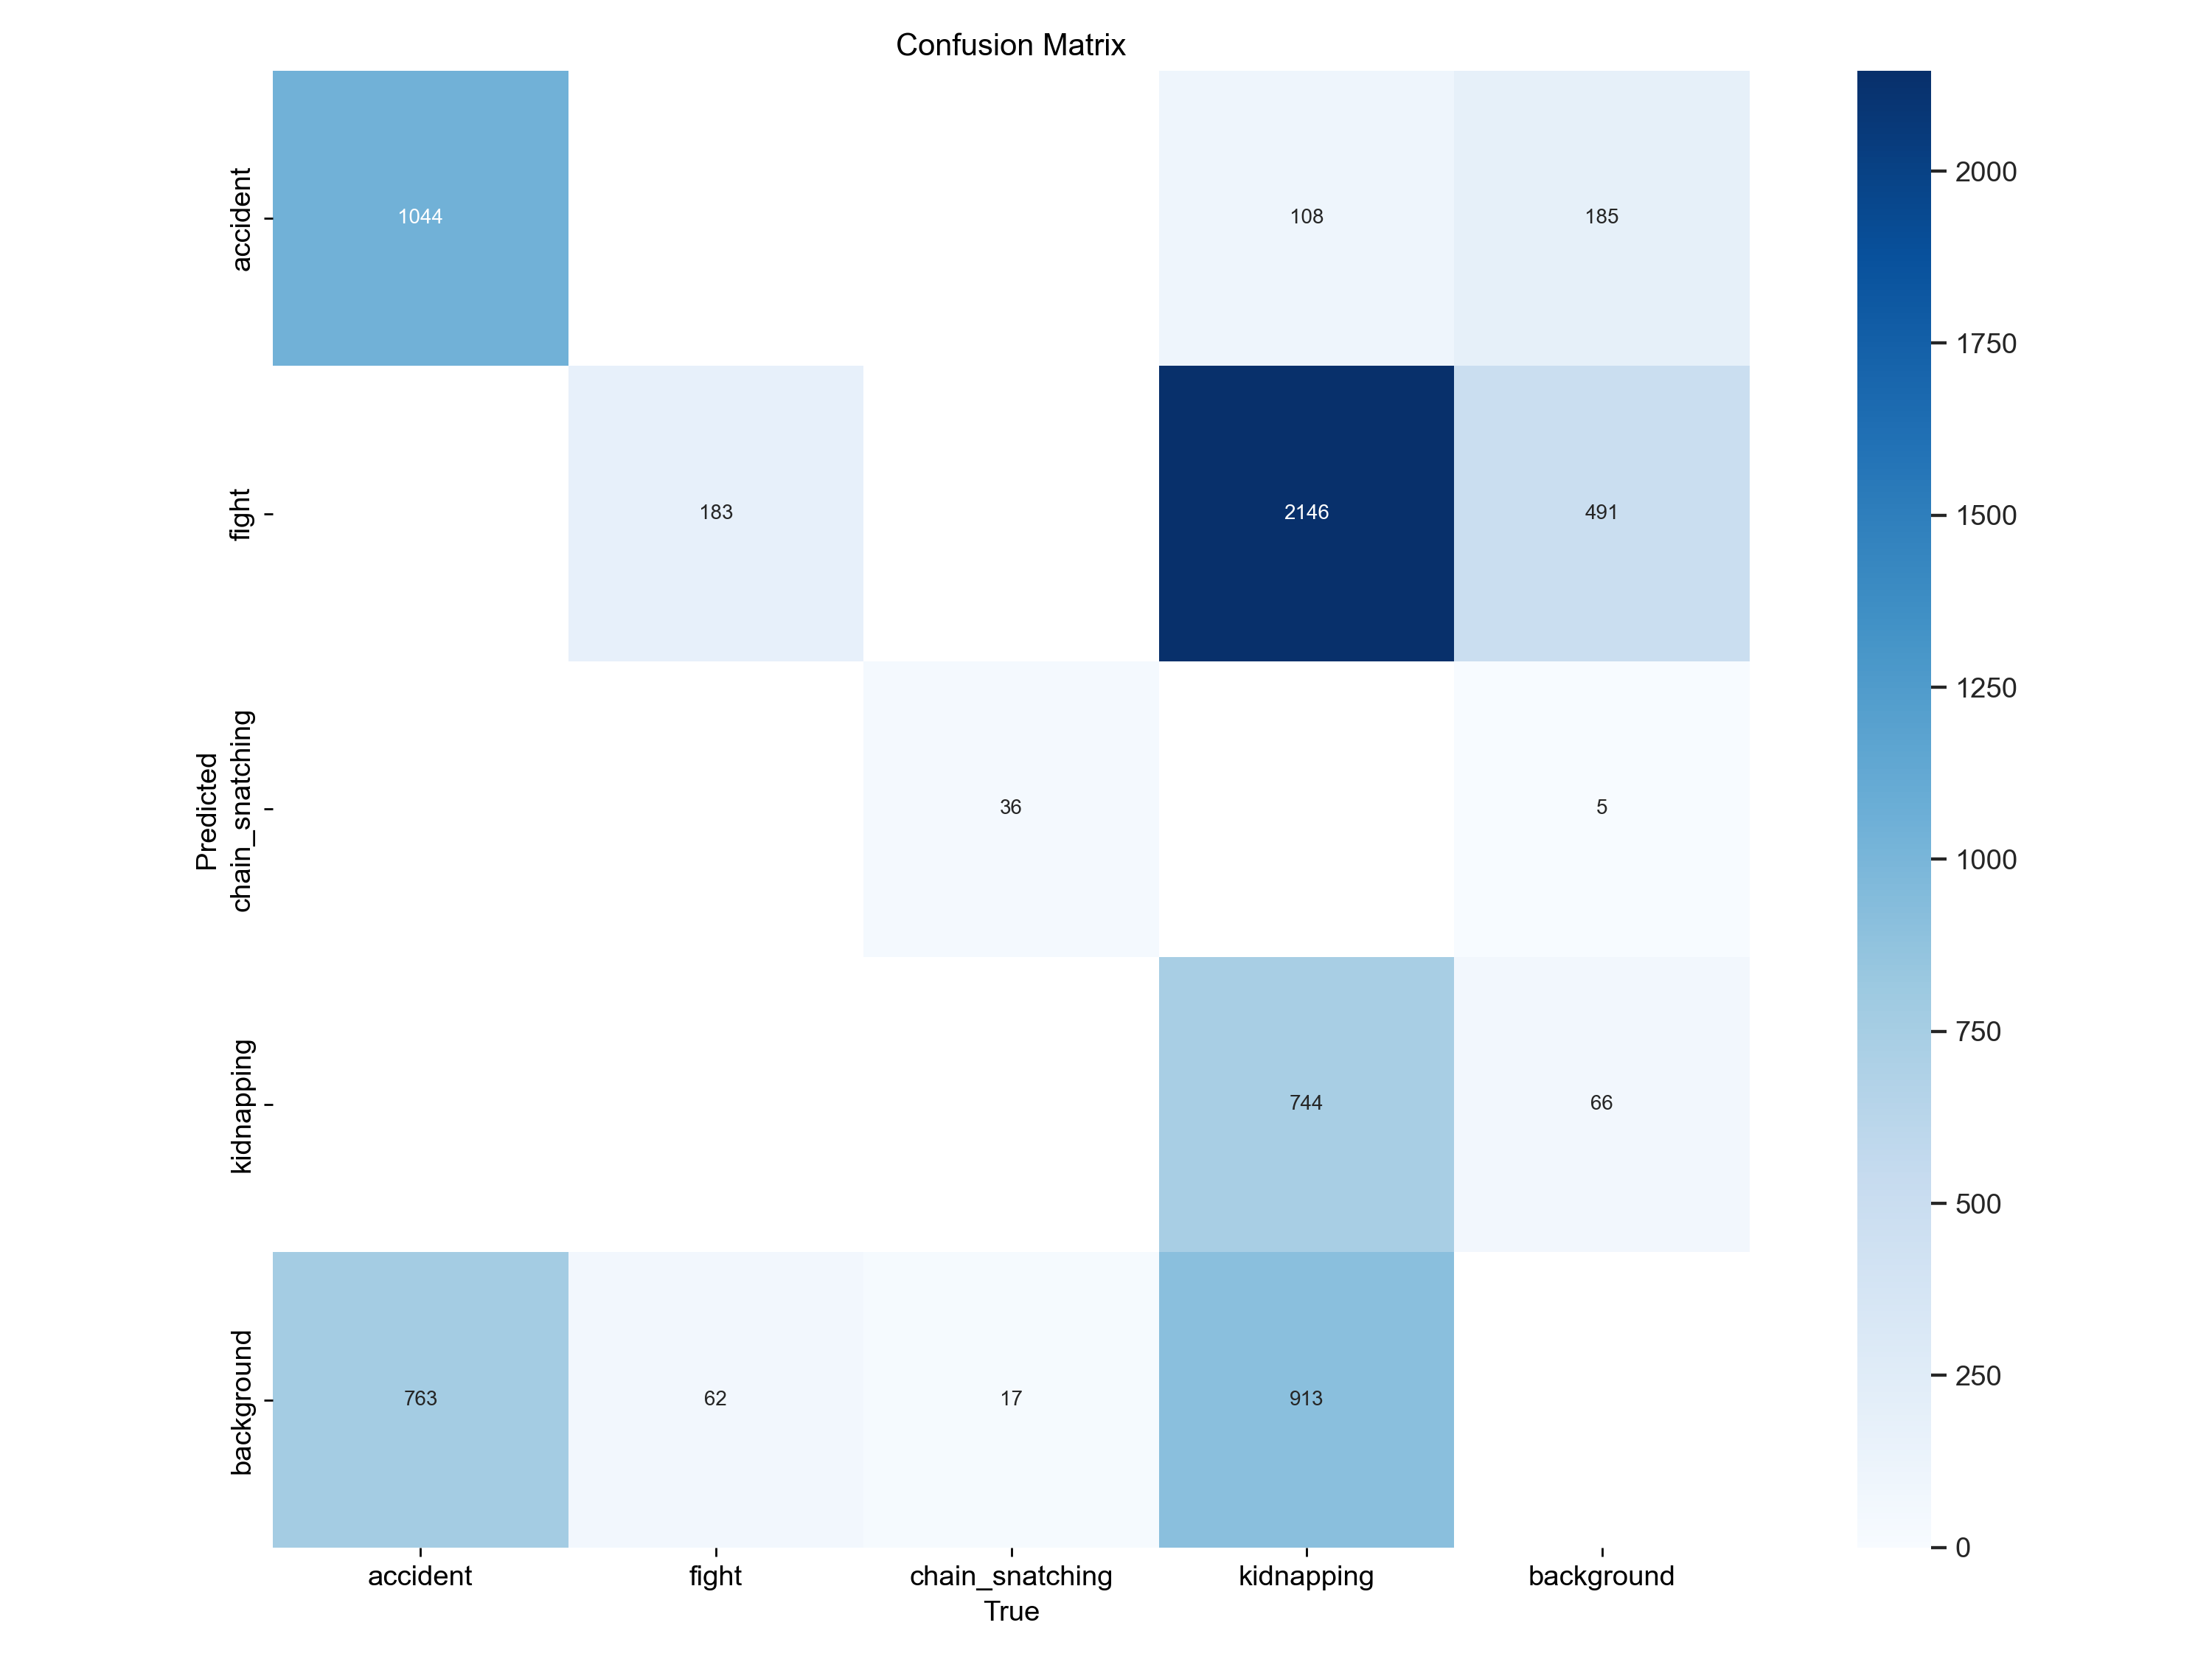 Confusion Matrix
accident
1044
108
185
fight
183
2146
491
Predicted
chain_snatching
36
5
kidnapping
744
66
background
763
62
17
913
accident
fight
chain_snatching
kidnapping
background
True
2000
1750
1500
1250
1000
750
500
250
0